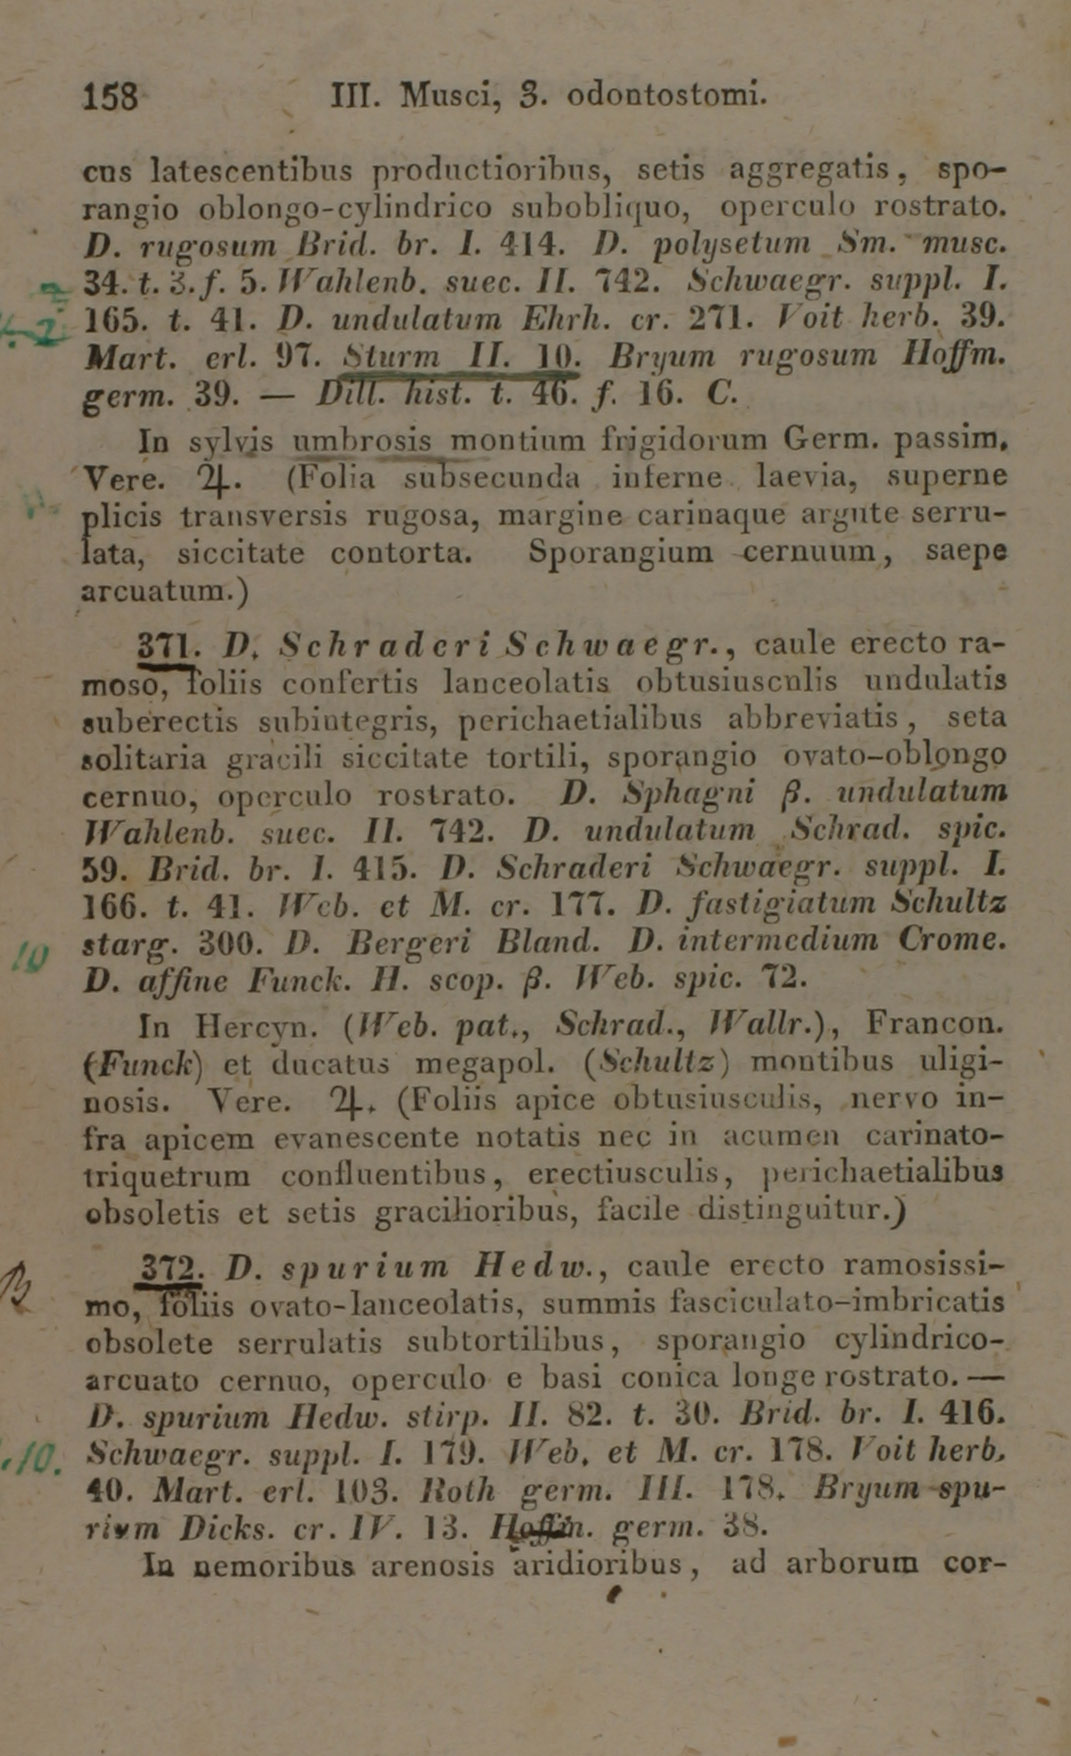 158 III. Musci, 3. odontostomi.
cus latescentibus productioribus, setis aggregatis, spo-
rangio oblongo-cylindrico subobliquo, operculo rostrato.
D. rugosum Brid. br. I. 414. D. polysetum Sm. musc.
34. t. 3. f. 5. Wahlenb. suec. II. 742. Schwaegr. suppl. I.
165. t. 41. D. undulatum Ehrh. cr. 271. Voit herb. 39.
Mart. erl. 97. Sturm II. 10. Bryum rugosum Hoffm.
germ. 39. — Dill. hist. t. 46. f. 16. C.
In sylvis umbrosis montium frigidorum Germ. passim.
Vere. ♃. (Folia subsecunda inferne laevia, superne
plicis transversis rugosa, margine carinaque argute serru-
lata, siccitate contorta. Sporangium cernuum, saepe
arcuatum.)
371. D. Schraderi Schwaegr., caule erecto ra-
moso, foliis confertis lanceolatis obtusiusculis undulatis
suberectis subintegris, perichaetialibus abbreviatis, seta
solitaria gracili siccitate tortili, sporangio ovato-oblongo
cernuo, operculo rostrato. D. Sphagni β. undulatum
Wahlenb. suec. II. 742. D. undulatum Schrad. spic.
59. Brid. br. I. 415. D. Schraderi Schwaegr. suppl. I.
166. t. 41. Web. et M. cr. 177. D. fastigiatum Schultz
10 starg. 300. D. Bergeri Bland. D. intermedium Crome.
D. affine Funck. H. scop. β. Web. spic. 72.
In Hercyn. (Web. pat., Schrad., Wallr.), Francon.
(Funck) et ducatus megapol. (Schultz) montibus uligi-
nosis. Vere. ♃. (Foliis apice obtusiusculis, nervo in-
fra apicem evanescente notatis nec in acumen carinato-
triquetrum confluentibus, erectiusculis, perichaetialibus
obsoletis et setis gracilioribus, facile distinguitur.)
372. D. spurium Hedw., caule erecto ramosissi-
mo, foliis ovato-lanceolatis, summis fasciculato-imbricatis
obsolete serrulatis subtortilibus, sporangio cylindrico-
arcuato cernuo, operculo e basi conica longe rostrato. —
D. spurium Hedw. stirp. II. 82. t. 30. Brid. br. I. 416.
10. Schwaegr. suppl. I. 179. Web. et M. cr. 178. Voit herb.
40. Mart. erl. 103. Roth germ. III. 178. Bryum spu-
rium Dicks. cr. IV. 13. Hoffm. germ. 38.
In nemoribus arenosis aridioribus, ad arborum cor-